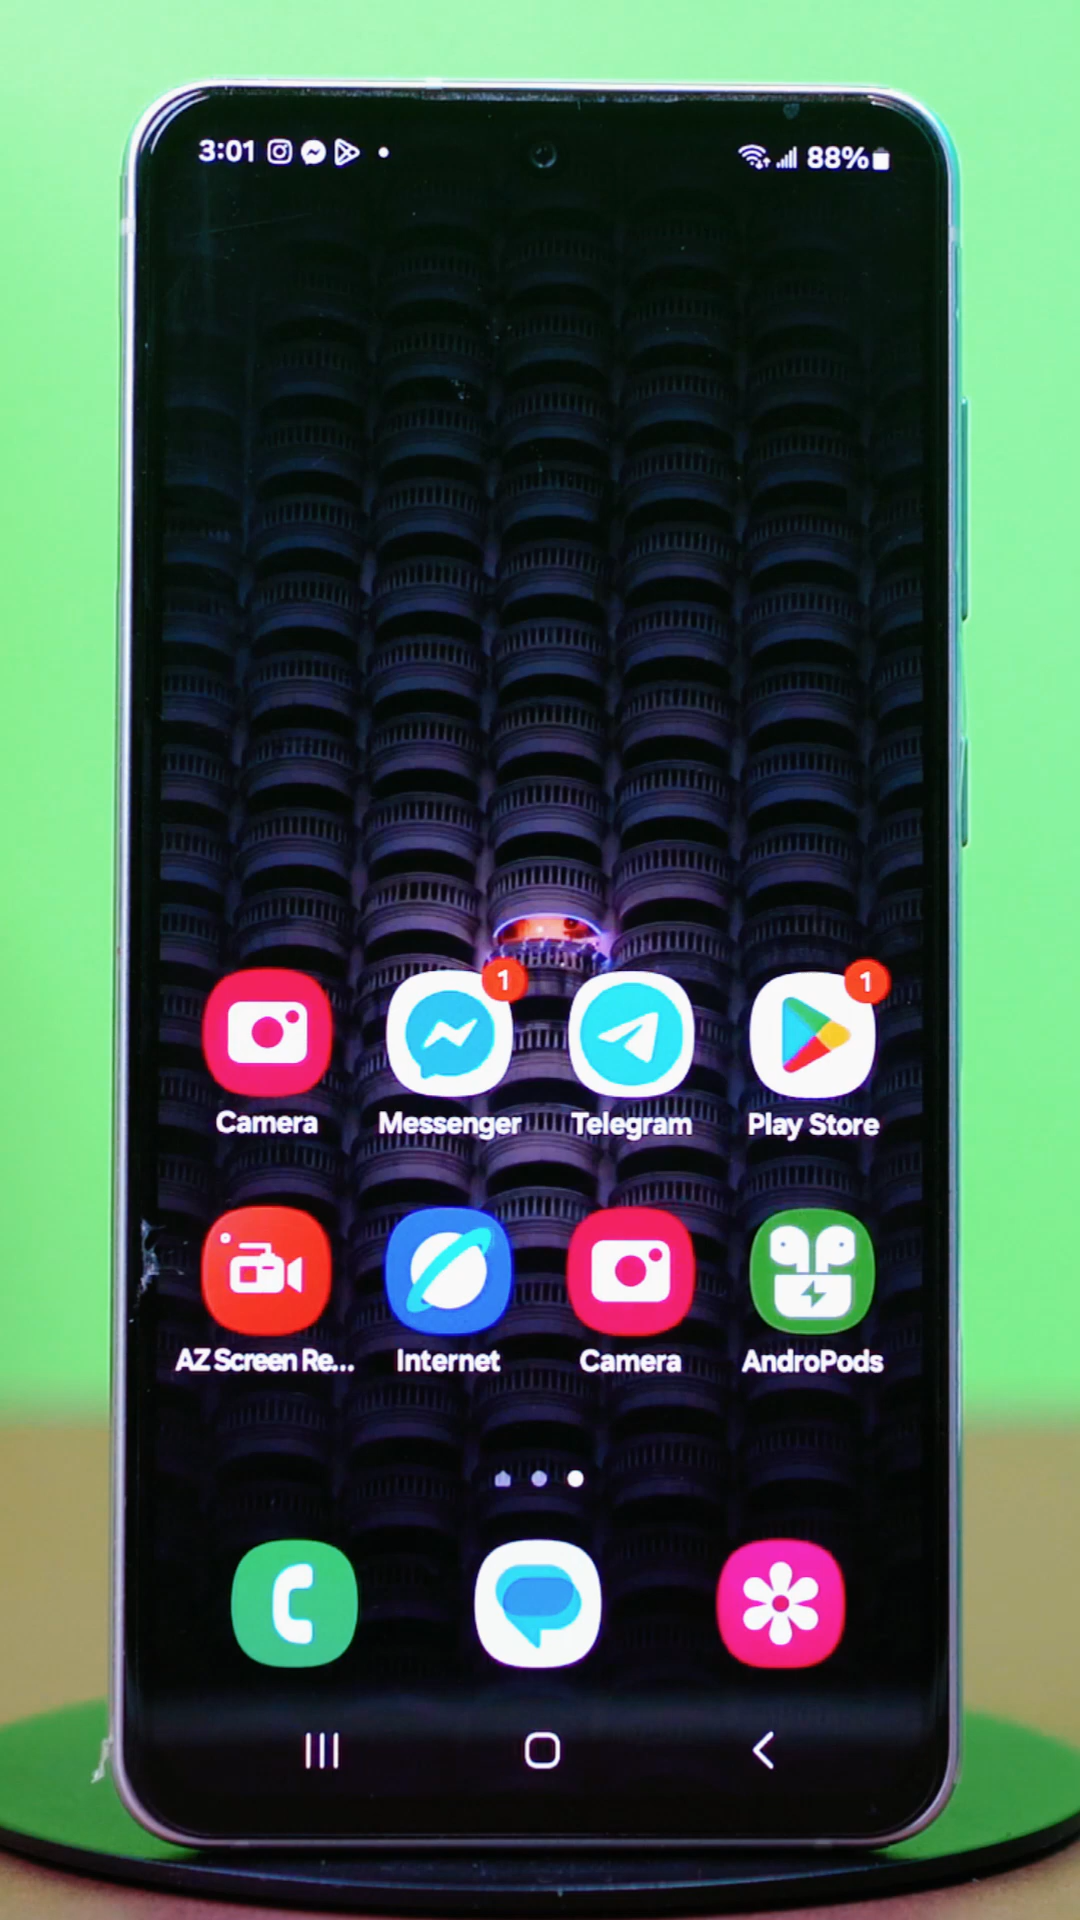 3:01 88%
1 1
Camera Messenger Telegram Play Store
AZ Screen Re... Internet Camera AndroPods